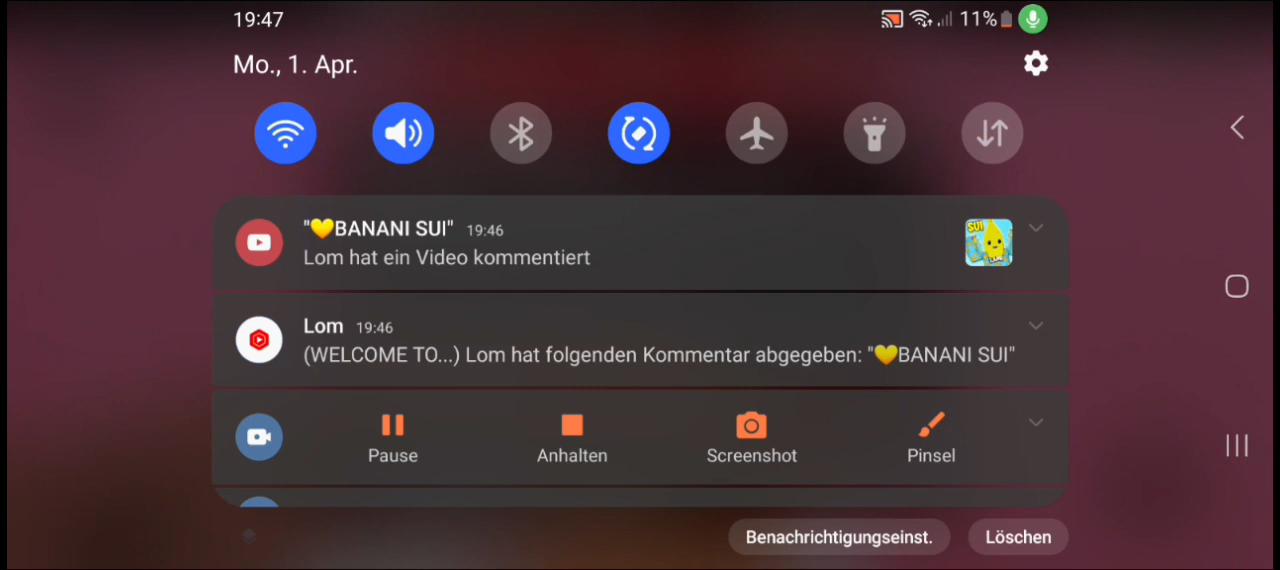 19:47
11%
Mo., 1. Apr.
"💛BANANI SUI" 19:46
Lom hat ein Video kommentiert
SUI
Lom 19:46
(WELCOME TO...) Lom hat folgenden Kommentar abgegeben: "💛BANANI SUI"
Pause
Anhalten
Screenshot
Pinsel
Benachrichtigungseinst.
Löschen